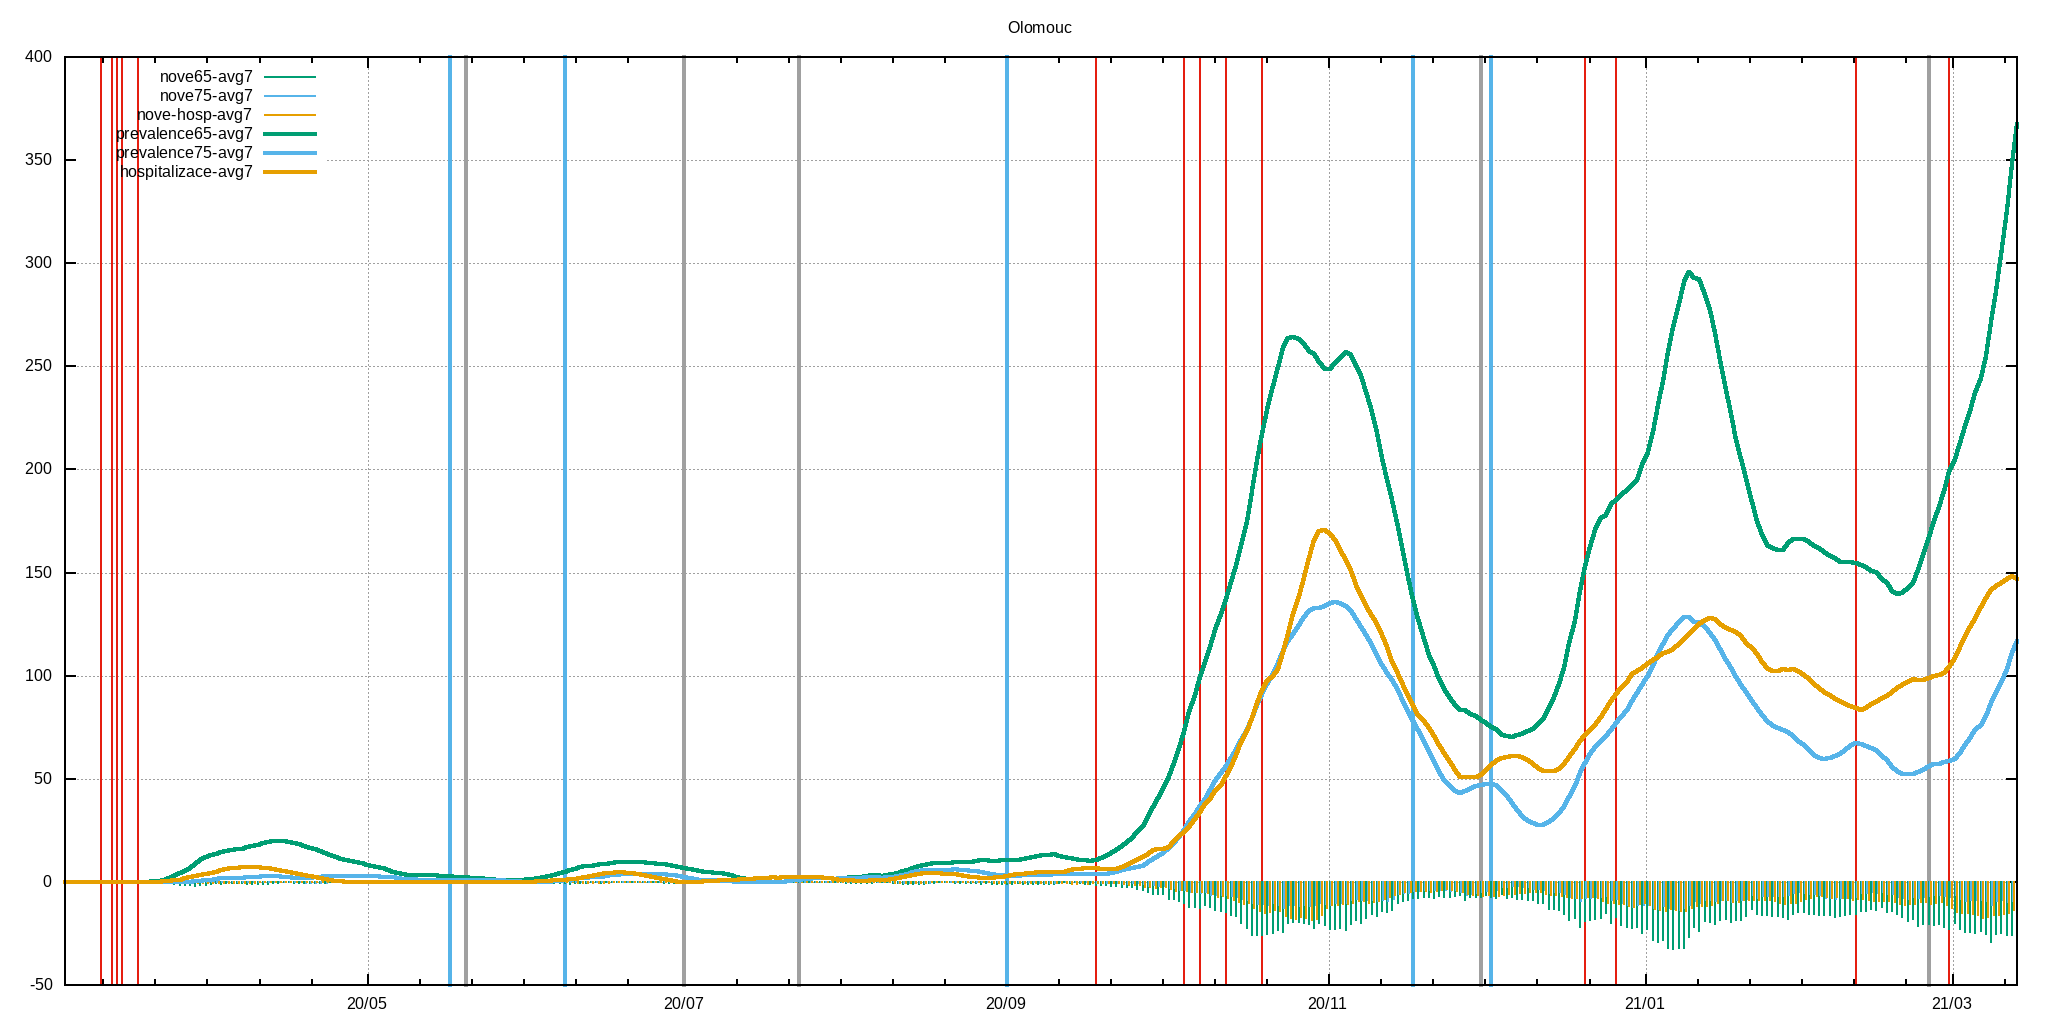 Olomouc
400
350
300
250
200
150
100
50
0
-50
nove65-avg7
nove75-avg7
nove-hosp-avg7
prevalence65-avg7
prevalence75-avg7
hospitalizace-avg7
20/05 20/07 20/09 20/11 21/01 21/03